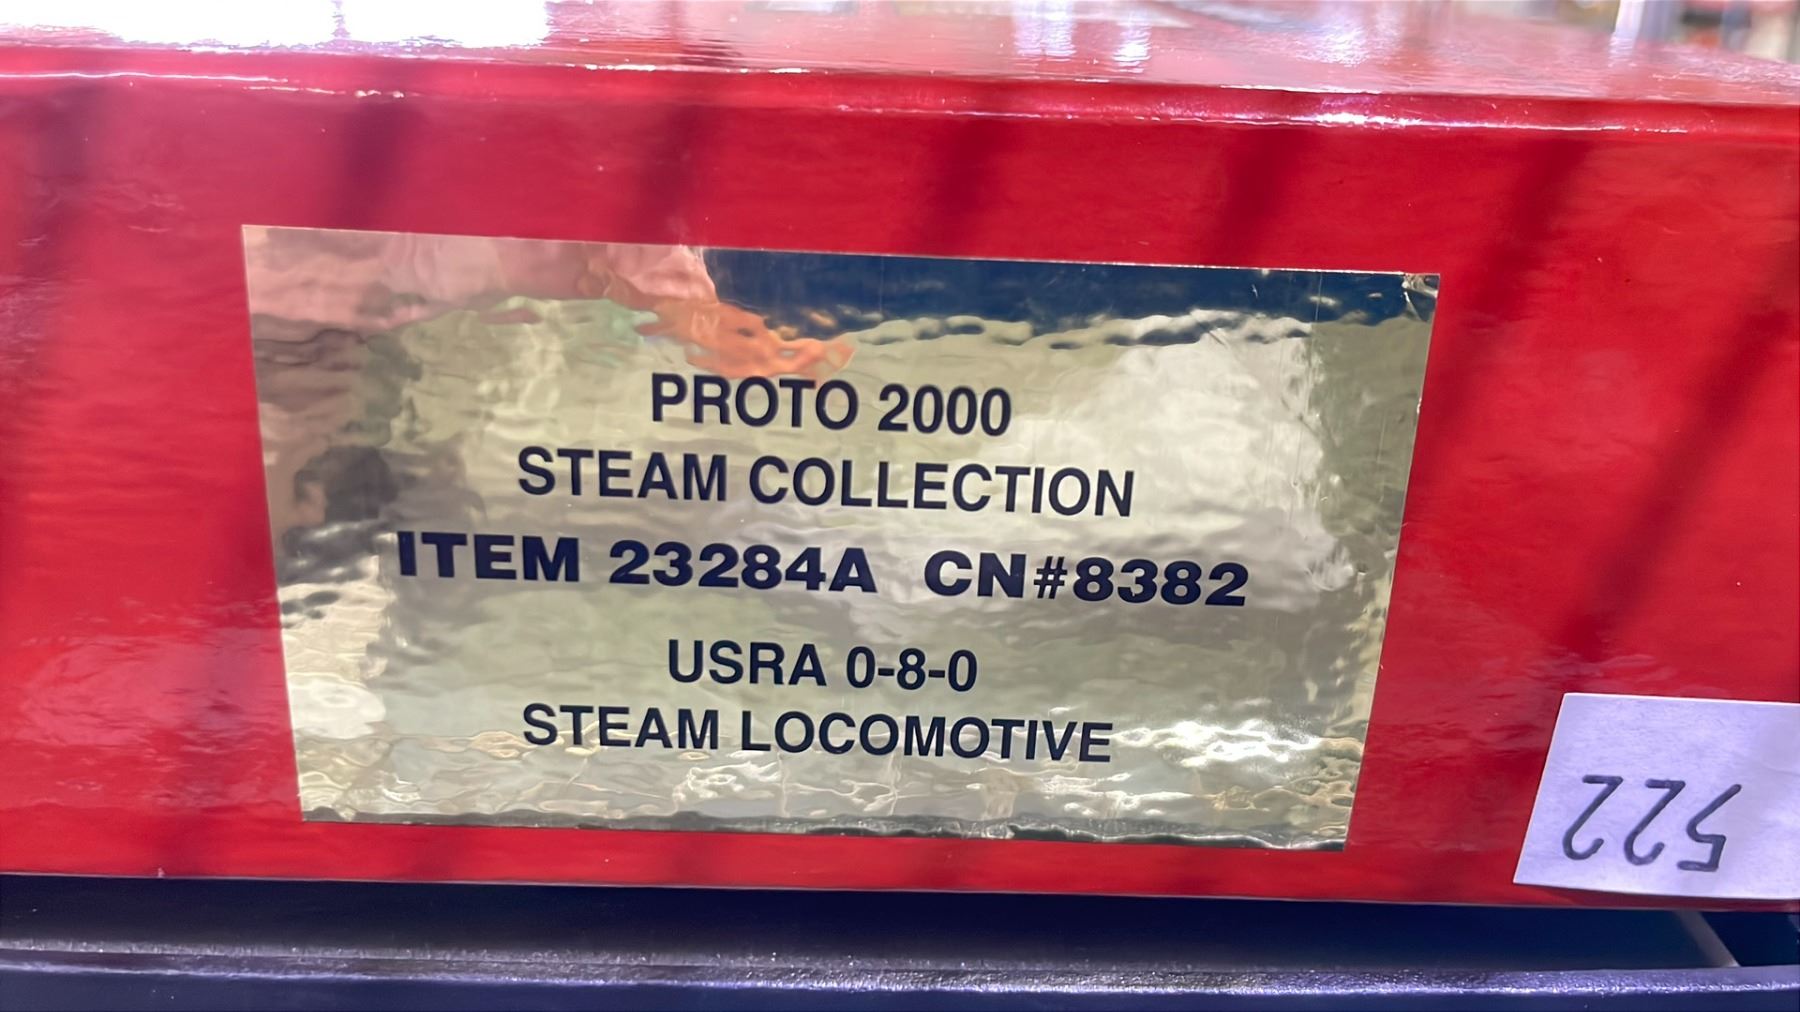 PROTO 2000
STEAM COLLECTION
ITEM 23284A CN#8382
USRA 0-8-0
STEAM LOCOMOTIVE
522